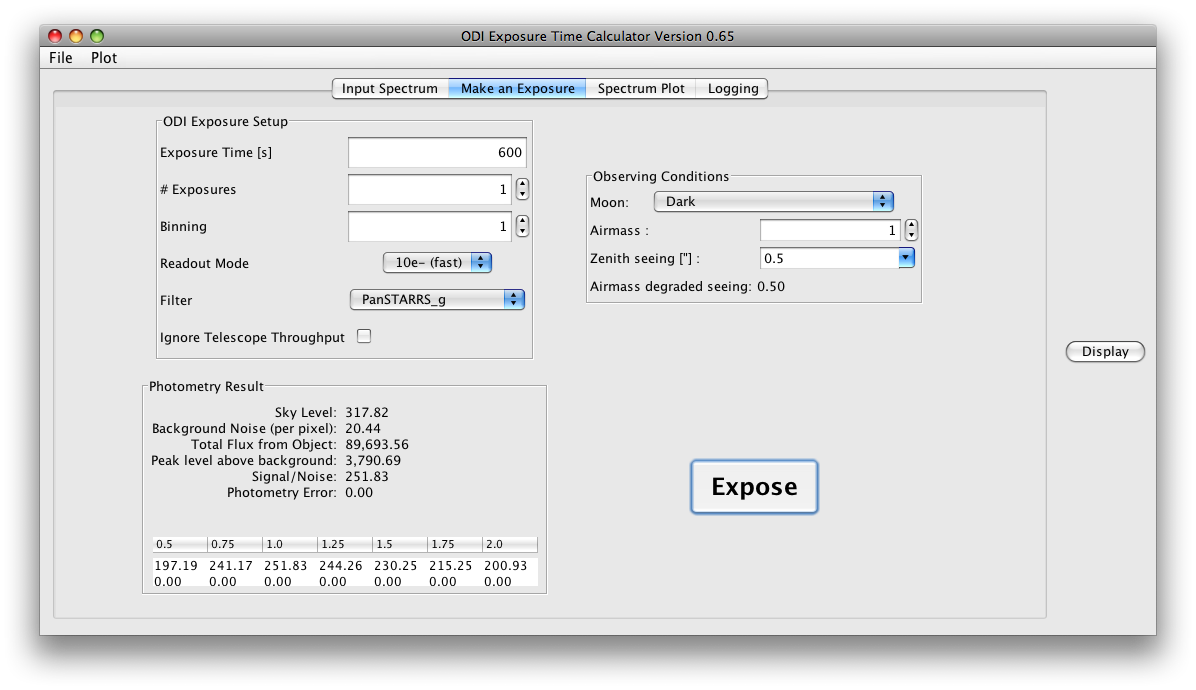 ODI Exposure Time Calculator Version 0.65
File Plot
Input Spectrum Make an Exposure Spectrum Plot Logging
ODI Exposure Setup
Exposure Time [s] 600
# Exposures 1
Binning 1
Readout Mode 10e- (fast)
Filter PanSTARRS_g
Ignore Telescope Throughput
Observing Conditions
Moon: Dark
Airmass : 1
Zenith seeing ["] : 0.5
Airmass degraded seeing: 0.50
Display
Photometry Result
Sky Level: 317.82
Background Noise (per pixel): 20.44
Total Flux from Object: 89,693.56
Peak level above background: 3,790.69
Signal/Noise: 251.83
Photometry Error: 0.00
0.5 0.75 1.0 1.25 1.5 1.75 2.0
197.19 241.17 251.83 244.26 230.25 215.25 200.93
0.00 0.00 0.00 0.00 0.00 0.00 0.00
Expose